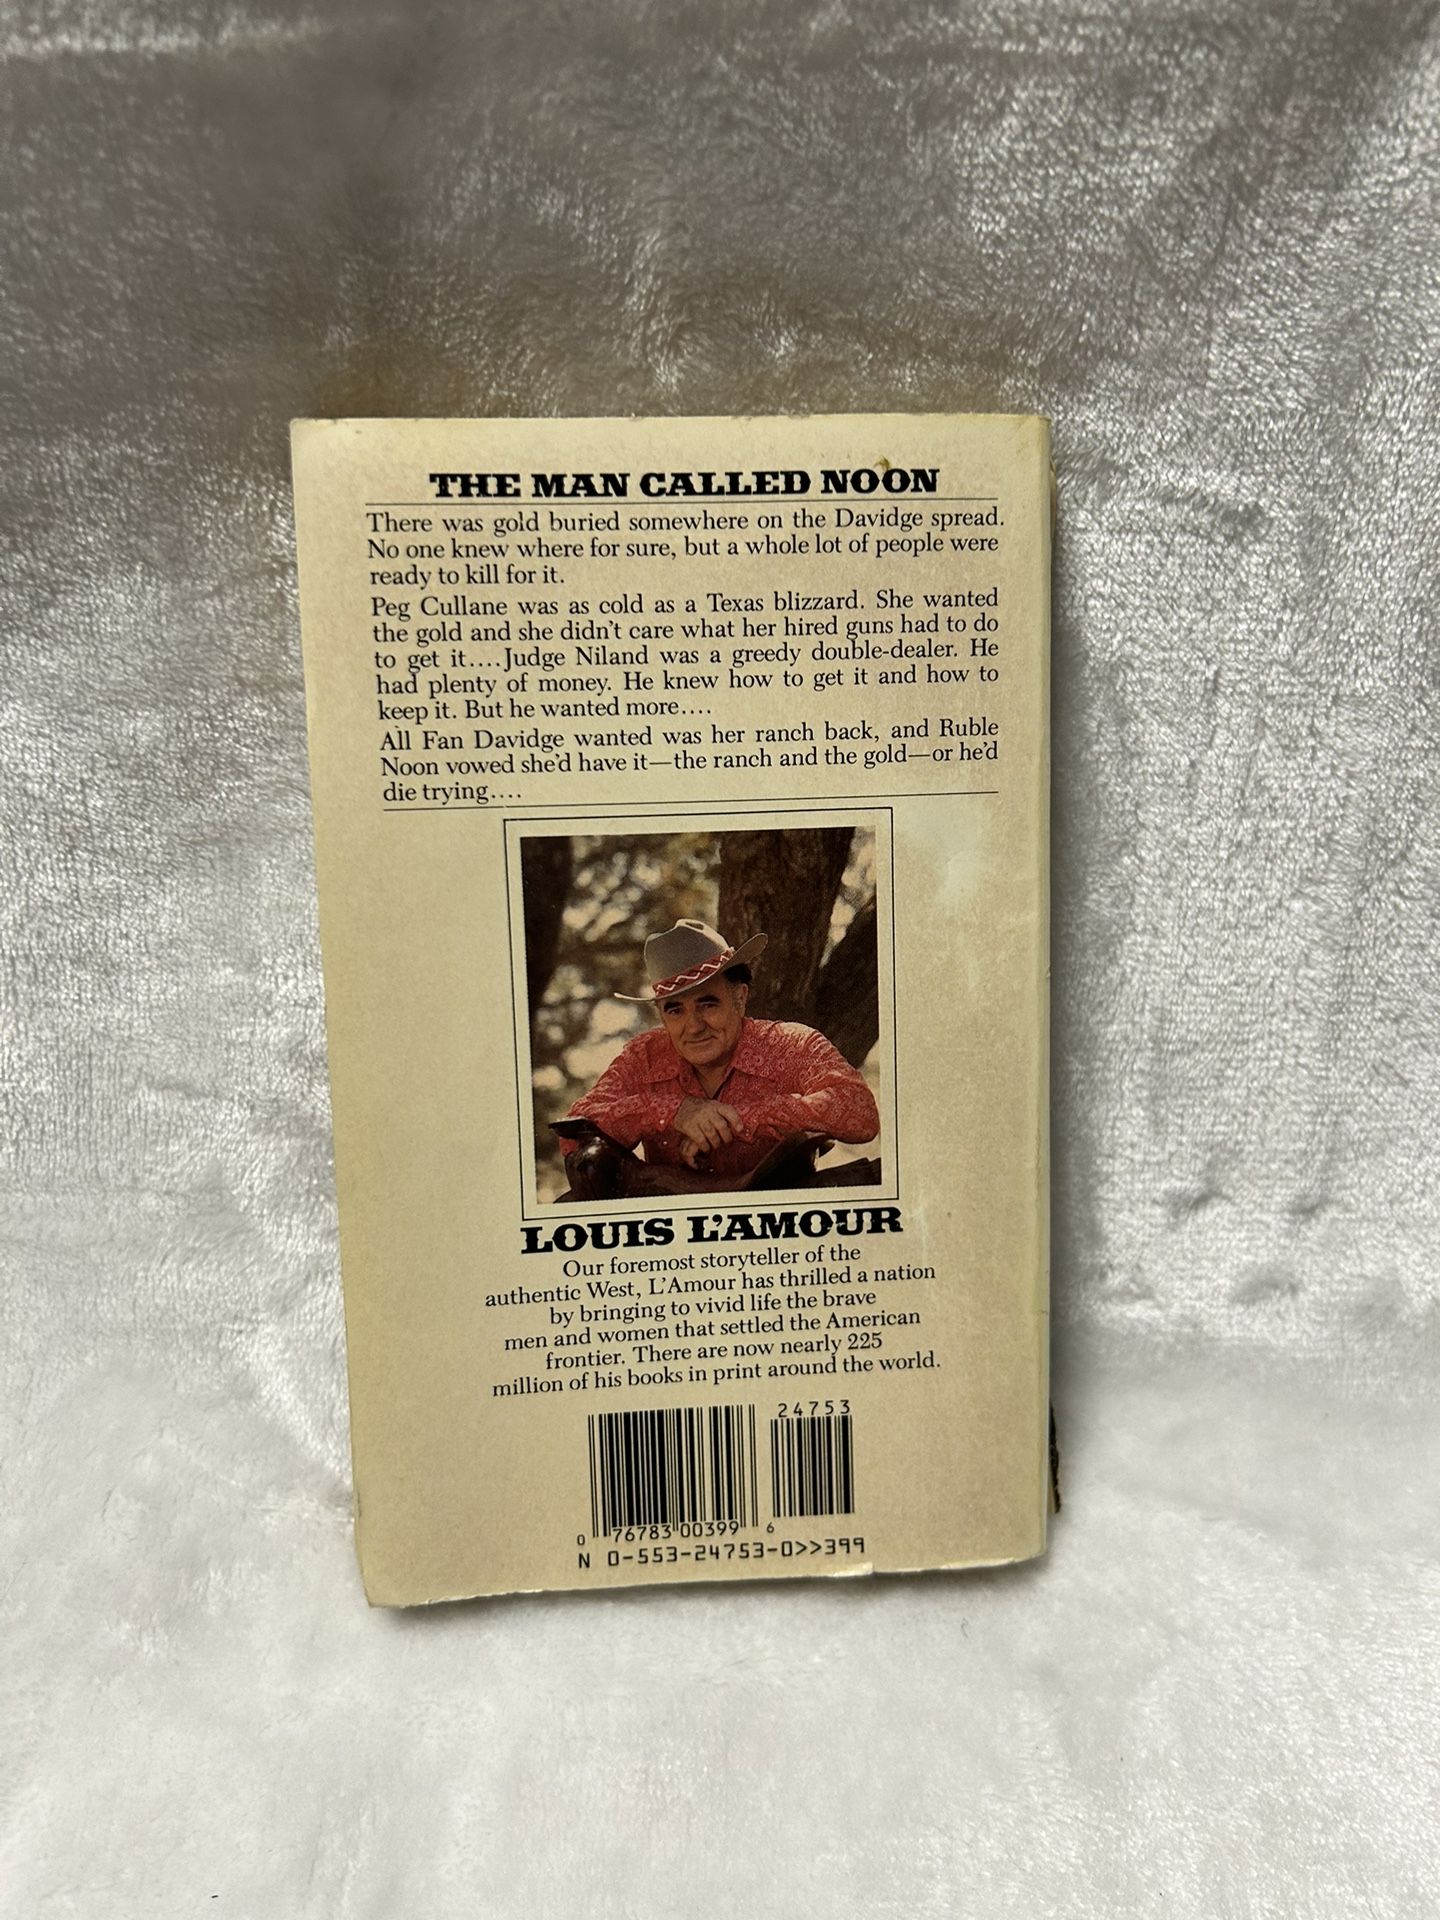 THE MAN CALLED NOON
There was gold buried somewhere on the Davidge spread.
No one knew where for sure, but a whole lot of people were
ready to kill for it.
Peg Cullane was as cold as a Texas blizzard. She wanted
the gold and she didn't care what her hired guns had to do
to get it....Judge Niland was a greedy double-dealer. He
had plenty of money. He knew how to get it and how to
keep it. But he wanted more....
All Fan Davidge wanted was her ranch back, and Ruble
Noon vowed she'd have it—the ranch and the gold—or he'd
die trying....
LOUIS L'AMOUR
Our foremost storyteller of the
authentic West, L'Amour has thrilled a nation
by bringing to vivid life the brave
men and women that settled the American
frontier. There are now nearly 225
million of his books in print around the world.
24753
0 76783 00399 6
N 0-553-24753-0>>399